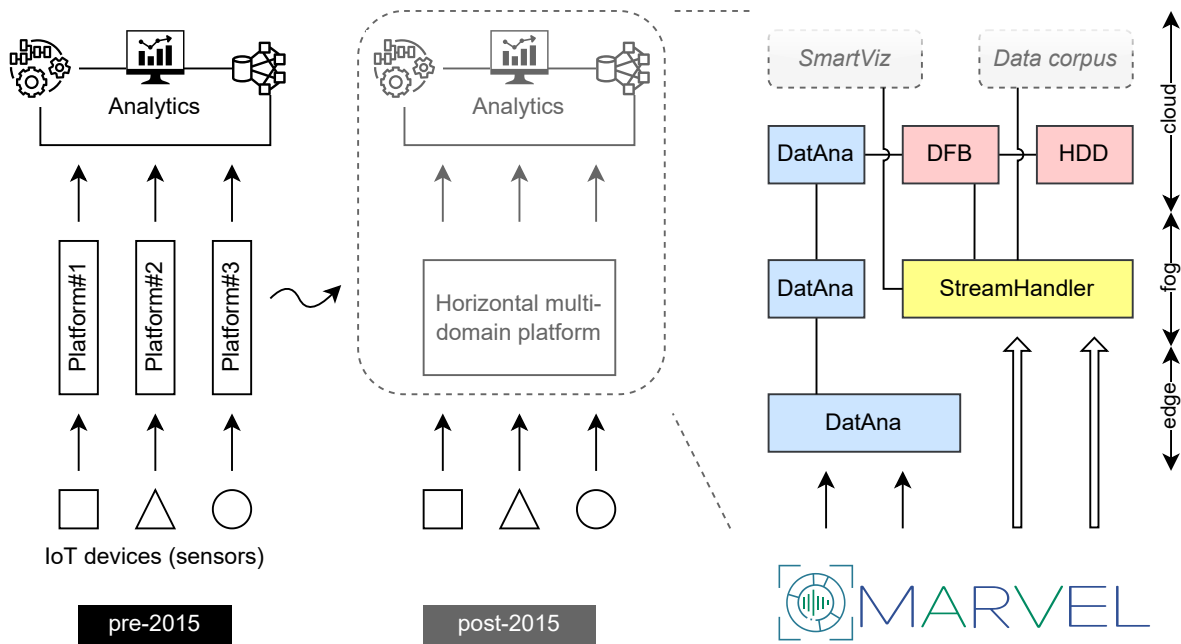 Analytics
Platform#1
Platform#2
Platform#3
IoT devices (sensors)
pre-2015
Analytics
Horizontal multi-
domain platform
post-2015
SmartViz
Data corpus
DatAna
DFB
HDD
DatAna
StreamHandler
DatAna
cloud
fog
edge
MARVEL